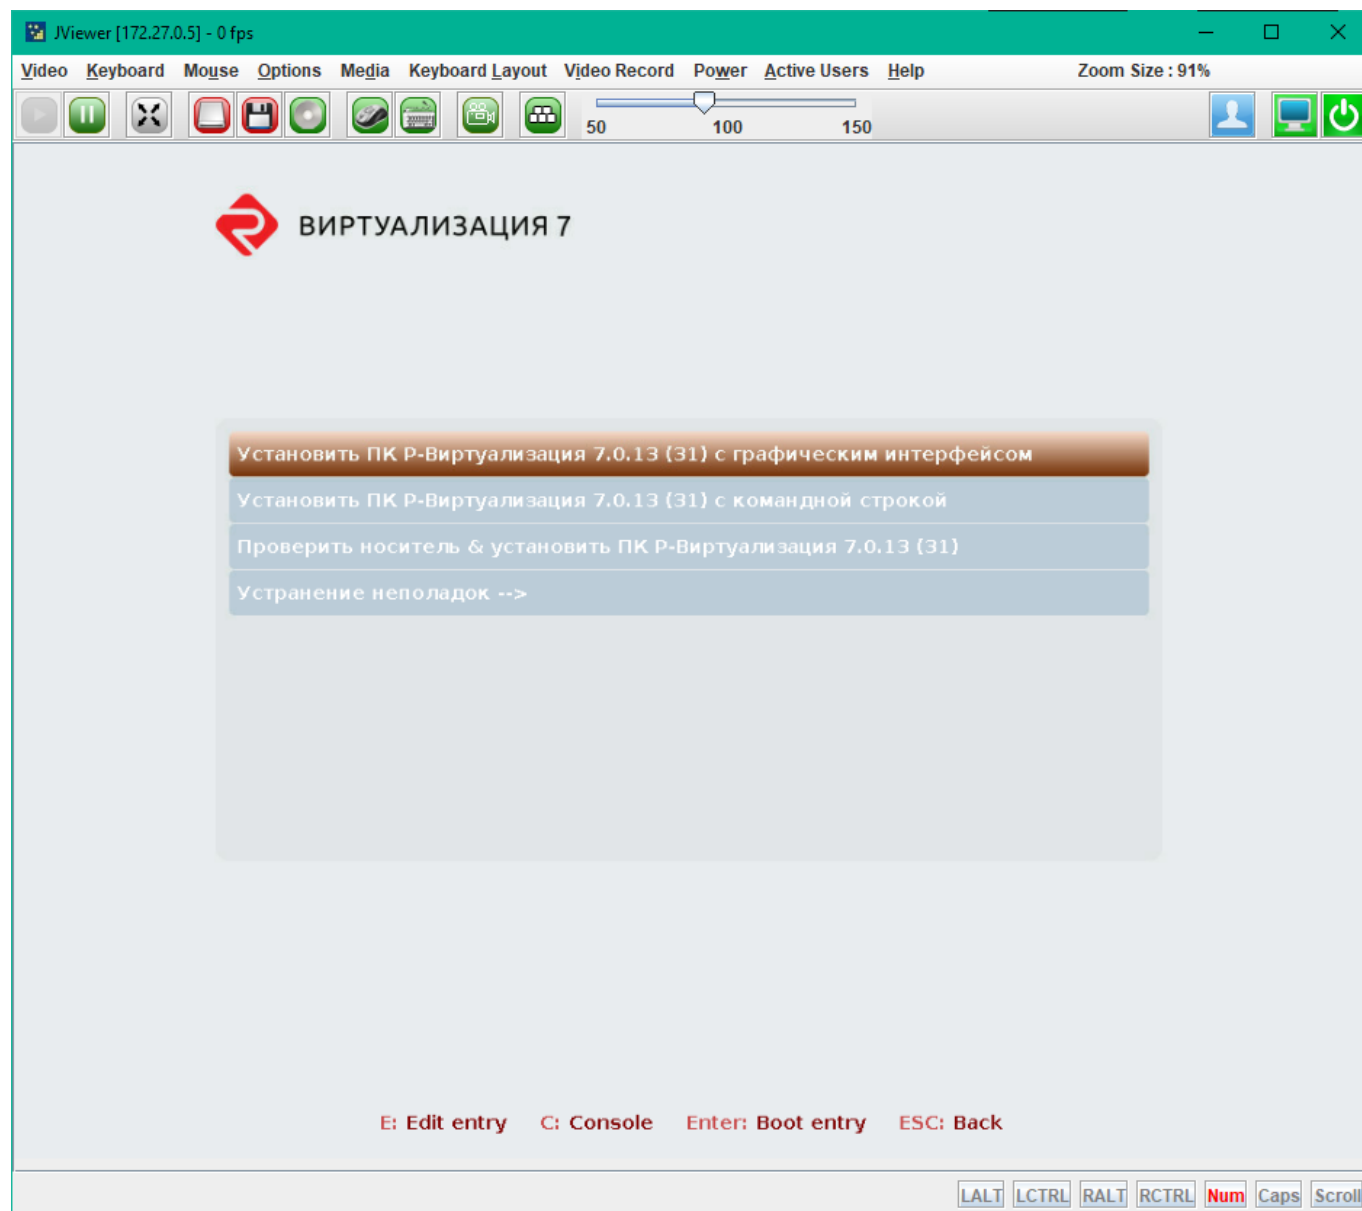 JViewer [172.27.0.5] - 0 fps
Video Keyboard Mouse Options Media Keyboard Layout Video Record Power Active Users Help Zoom Size : 91%
50 100 150
ВИРТУАЛИЗАЦИЯ 7
Установить ПК Р-Виртуализация 7.0.13 (31) с графическим интерфейсом
Установить ПК Р-Виртуализация 7.0.13 (31) с командной строкой
Проверить носитель & установить ПК Р-Виртуализация 7.0.13 (31)
Устранение неполадок -->
E: Edit entry C: Console Enter: Boot entry ESC: Back
LALT LCTRL RALT RCTRL Num Caps Scroll